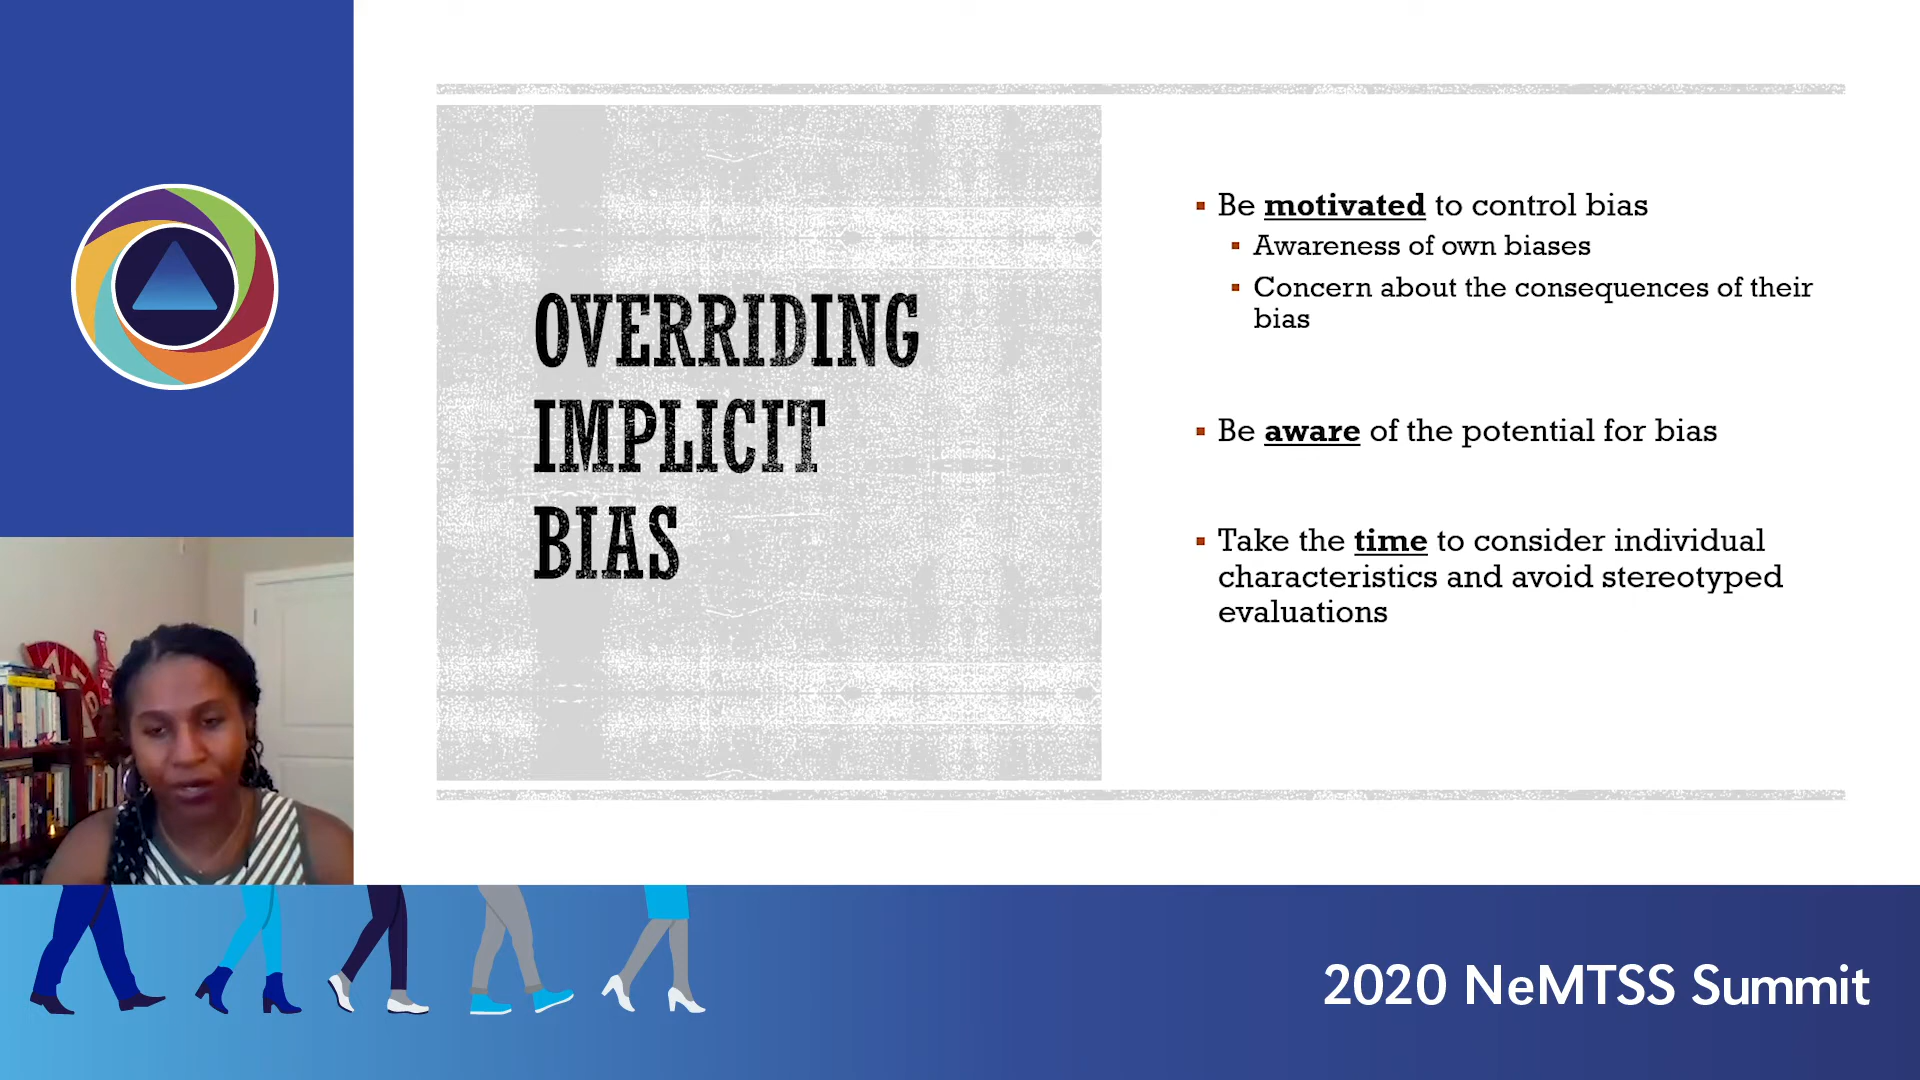 OVERRIDING
IMPLICIT
BIAS
Be motivated to control bias
Awareness of own biases
Concern about the consequences of their
bias
Be aware of the potential for bias
Take the time to consider individual
characteristics and avoid stereotyped
evaluations
2020 NeMTSS Summit